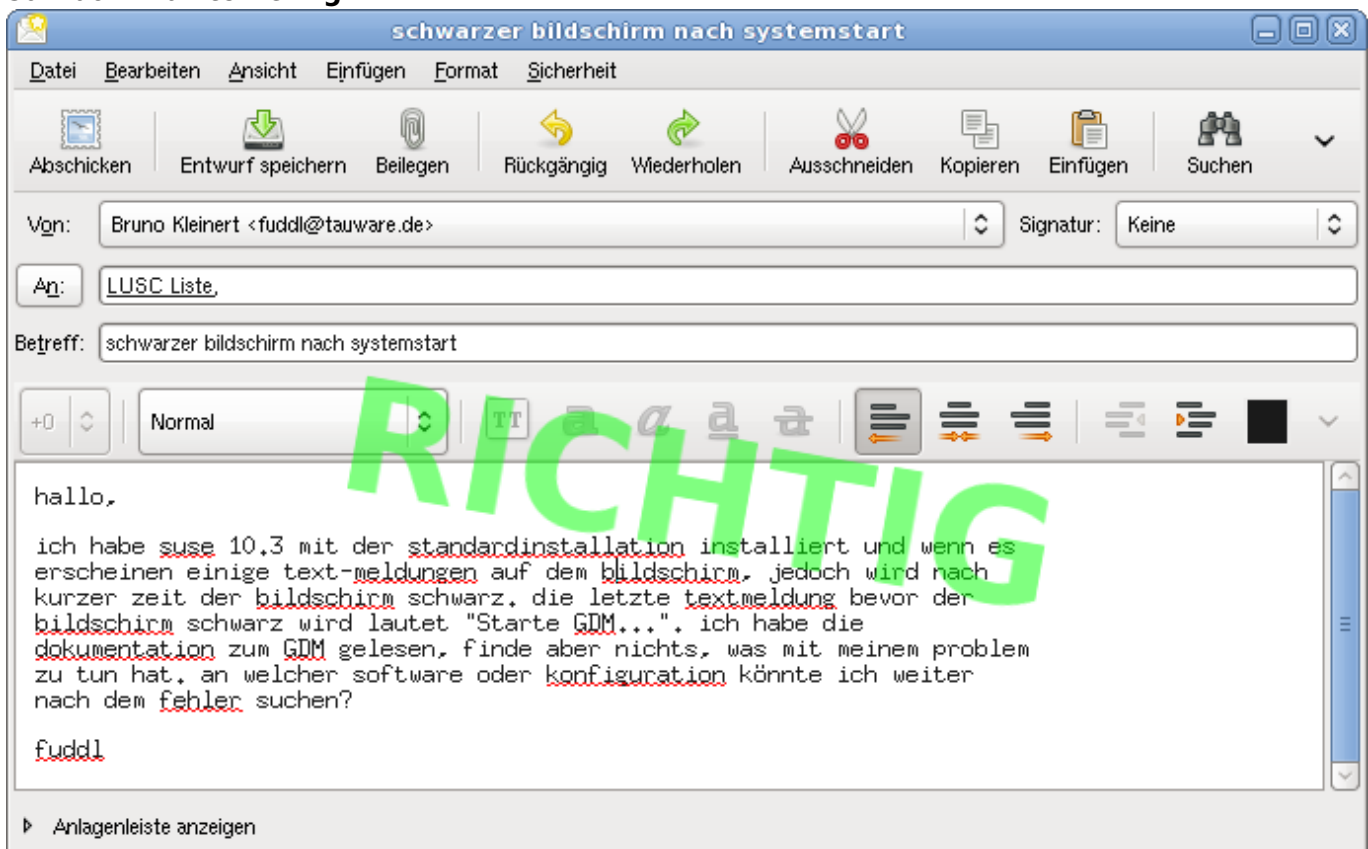 schwarzer bildschirm nach systemstart
Datei Bearbeiten Ansicht Einfügen Format Sicherheit
Abschicken Entwurf speichern Beilegen Rückgängig Wiederholen Ausschneiden Kopieren Einfügen Suchen
Von: Bruno Kleinert <fuddl@tauware.de> Signatur: Keine
An: LUSC Liste,
Betreff: schwarzer bildschirm nach systemstart
+0 Normal TT a a a a
RICHTIG
hallo,
ich habe suse 10.3 mit der standardinstallation installiert und wenn es
erscheinen einige text-meldungen auf dem bildschirm, jedoch wird nach
kurzer zeit der bildschirm schwarz. die letzte textmeldung bevor der
bildschirm schwarz wird lautet "Starte GDM...". ich habe die
dokumentation zum GDM gelesen, finde aber nichts, was mit meinem problem
zu tun hat. an welcher software oder konfiguration könnte ich weiter
nach dem fehler suchen?
fuddl
Anlagenleiste anzeigen